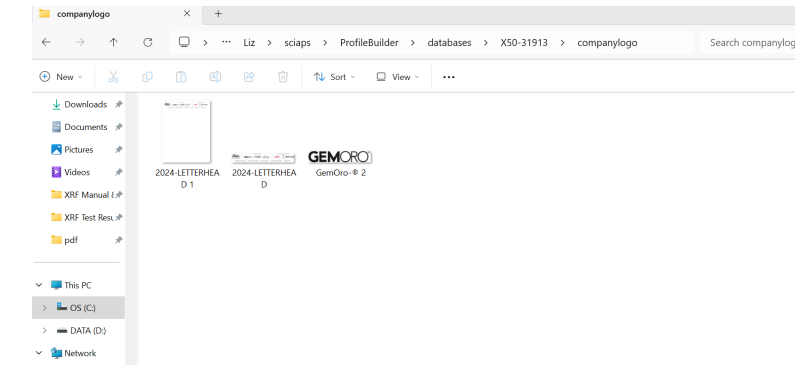 companylogo
Liz > sciaps > ProfileBuilder > databases > X50-31913 > companylogo
Search companylog
New
Sort
View
Downloads
Documents
Pictures
Videos
XRF Manual &
XRF Test Resu
pdf
This PC
OS (C:)
DATA (D:)
Network
GEMORO
2024-LETTERHEA
D 1
2024-LETTERHEA
D
GemOro-® 2